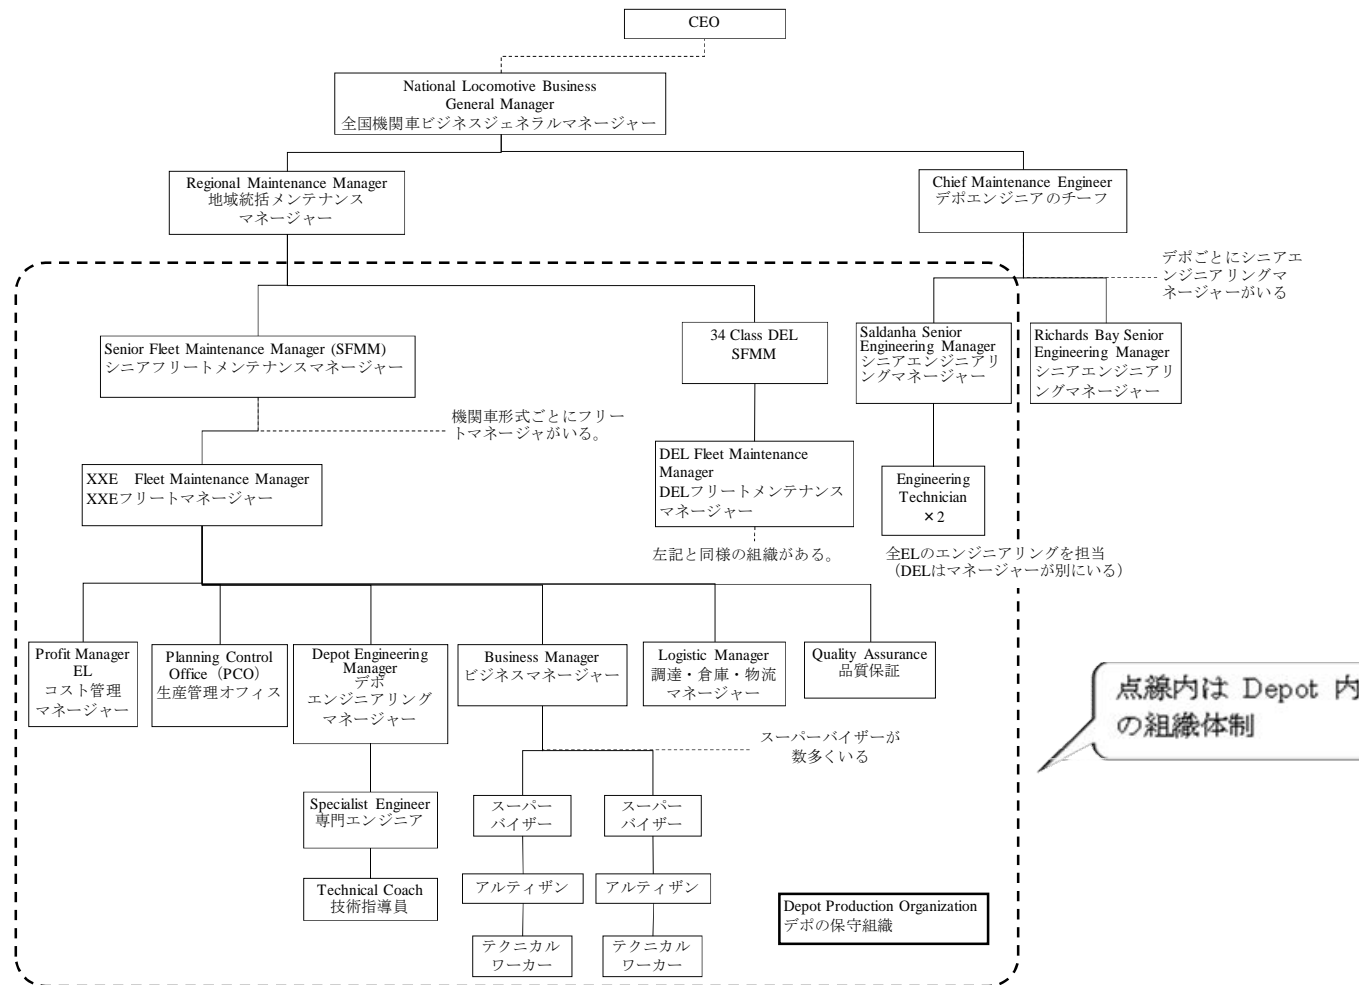 CEO
National Locomotive Business
General Manager
全国機関車ビジネスジェネラルマネージャー
Regional Maintenance Manager
地域統括メンテナンス
マネージャー
Chief Maintenance Engineer
デポエンジニアのチーフ
デポごとにシニアエ
ンジニアリングマ
ネージャーがいる
Senior Fleet Maintenance Manager (SFMM)
シニアフリートメンテナンスマネージャー
34 Class DEL
SFMM
Saldanha Senior
Engineering Manager
シニアエンジニアリ
ングマネージャー
Richards Bay Senior
Engineering Manager
シニアエンジニアリ
ングマネージャー
機関車形式ごとにフリー
トマネージャがいる。
XXE Fleet Maintenance Manager
XXEフリートマネージャー
DEL Fleet Maintenance
Manager
DELフリートメンテナンス
マネージャー
Engineering
Technician
×2
左記と同様の組織がある。
全ELのエンジニアリングを担当
（DELはマネージャーが別にいる）
Profit Manager
EL
コスト管理
マネージャー
Planning Control
Office（PCO）
生産管理オフィス
Depot Engineering
Manager
デポ
エンジニアリング
マネージャー
Business Manager
ビジネスマネージャー
Logistic Manager
調達・倉庫・物流
マネージャー
Quality Assurance
品質保証
点線内は Depot 内
の組織体制
スーパーバイザーが
数多くいる
Specialist Engineer
専門エンジニア
スーパー
バイザー
スーパー
バイザー
Technical Coach
技術指導員
アルティザン
アルティザン
Depot Production Organization
デポの保守組織
テクニカル
ワーカー
テクニカル
ワーカー